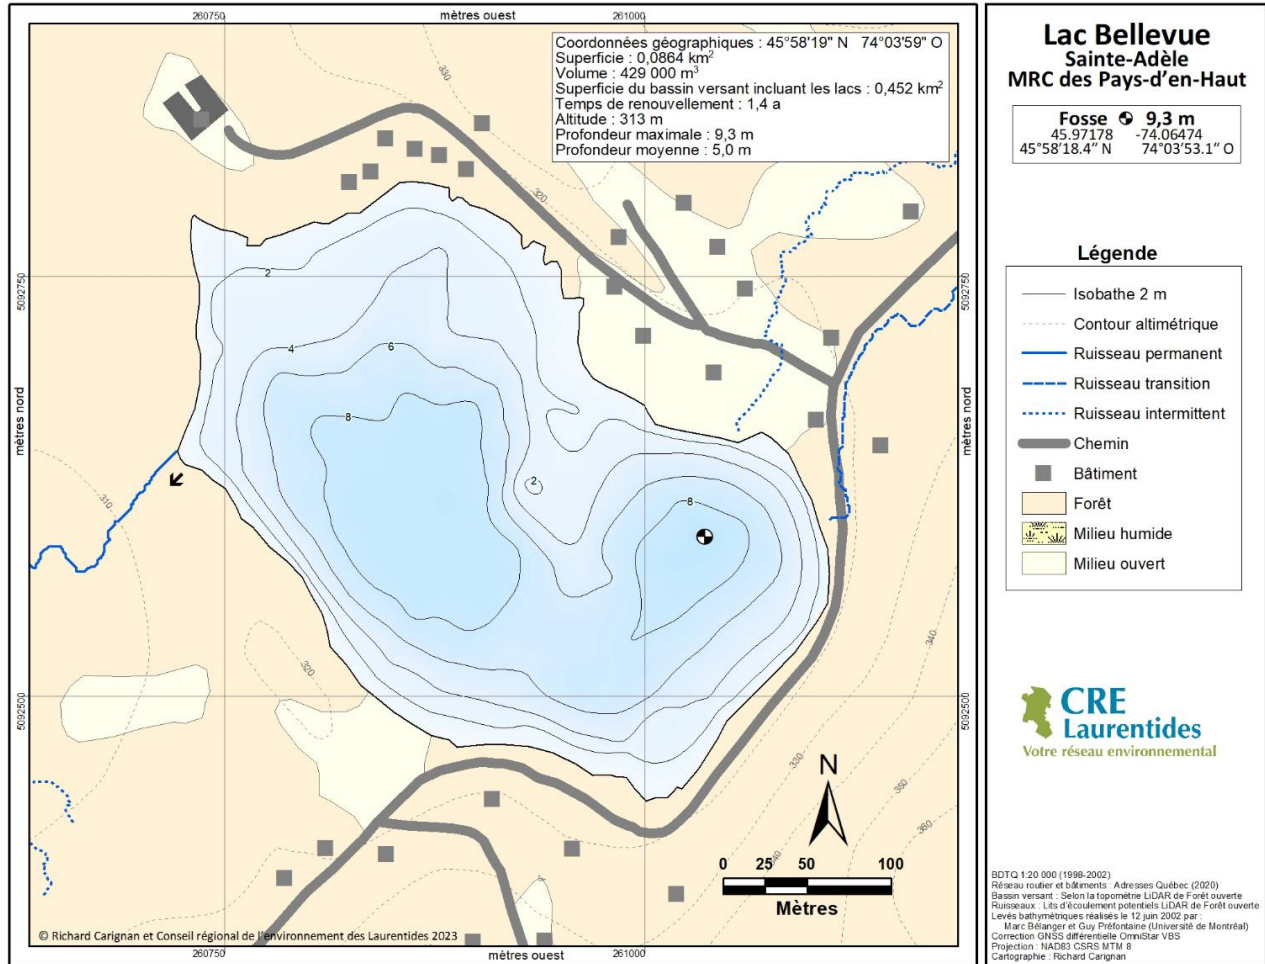 260750
mètres ouest
261000
Coordonnées géographiques : 45°58'19" N 74°03'59" O
Superficie : 0,0864 km²
Volume : 429 000 m³
Superficie du bassin versant incluant les lacs : 0,452 km²
Temps de renouvellement : 1,4 a
Altitude : 313 m
Profondeur maximale : 9,3 m
Profondeur moyenne : 5,0 m
330
320
5092750
5092750
2
4
6
8
mètres nord
mètres nord
2
8
310
320
340
5092500
5092500
330
350
360
340
N
0 25 50 100
Mètres
© Richard Carignan et Conseil régional de l'environnement des Laurentides 2023
260750
mètres ouest
261000
Lac Bellevue
Sainte-Adèle
MRC des Pays-d'en-Haut
Fosse 9,3 m
45.97178 -74.06474
45°58'18.4" N 74°03'53.1" O
Légende
Isobathe 2 m
Contour altimétrique
Ruisseau permanent
Ruisseau transition
Ruisseau intermittent
Chemin
Bâtiment
Forêt
Milieu humide
Milieu ouvert
CRE
Laurentides
Votre réseau environnemental
BDTQ 1:20 000 (1998-2002)
Réseau routier et bâtiments : Adresses Québec (2020)
Bassin versant : Selon la topométrie LiDAR de Forêt ouverte
Ruisseaux : Lits d'écoulement potentiels LiDAR de Forêt ouverte
Levés bathymétriques réalisés le 12 juin 2002 par :
Marc Bélanger et Guy Préfontaine (Université de Montréal)
Correction GNSS différentielle OmniStar VBS
Projection : NAD83 CSRS MTM 8
Cartographie : Richard Carignan